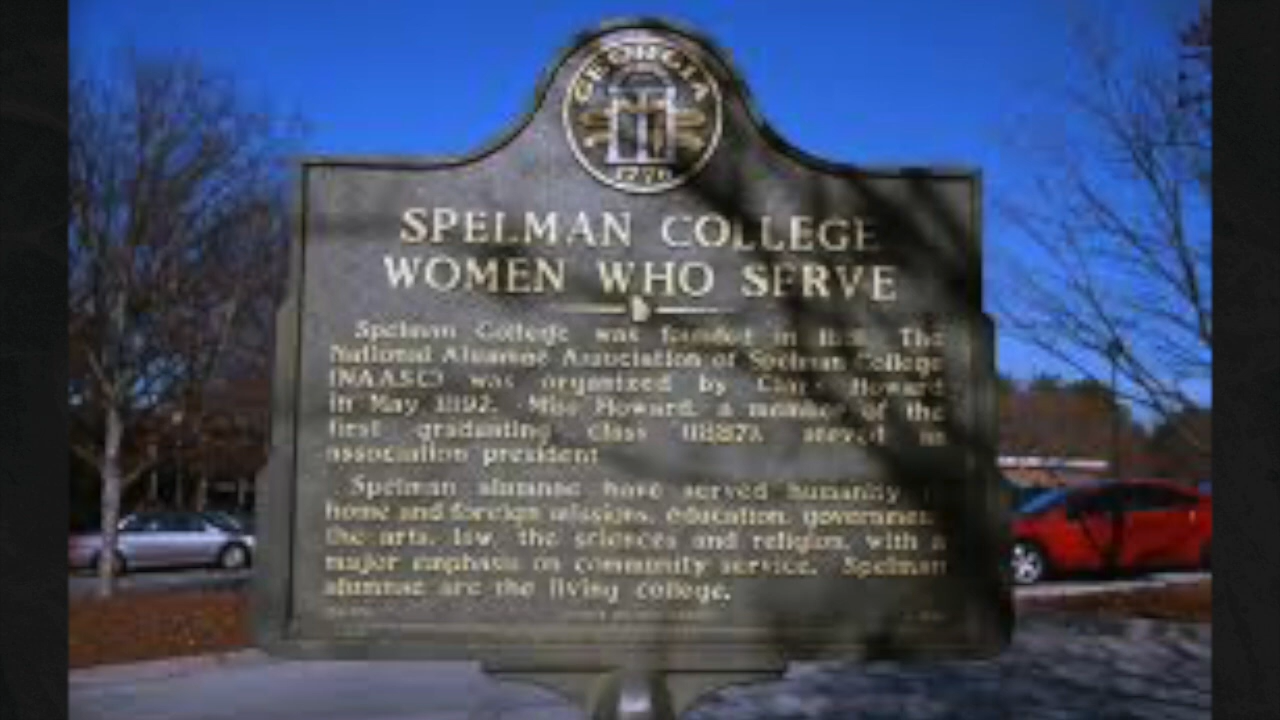 GEORGIA
1776
SPELMAN COLLEGE
WOMEN WHO SERVE
Spelman College was founded in The
National Alumnae Association of Spelman College
(NAASC) was organized by Howard
in May 1892. Miss Howard, a member of the
first graduating class (1887), served as
association president
Spelman alumnae have served humanity
home and foreign missions, education, government
the arts, law, the sciences and religion, with a
major emphasis on community service. Spelman
alumnae are the living college.